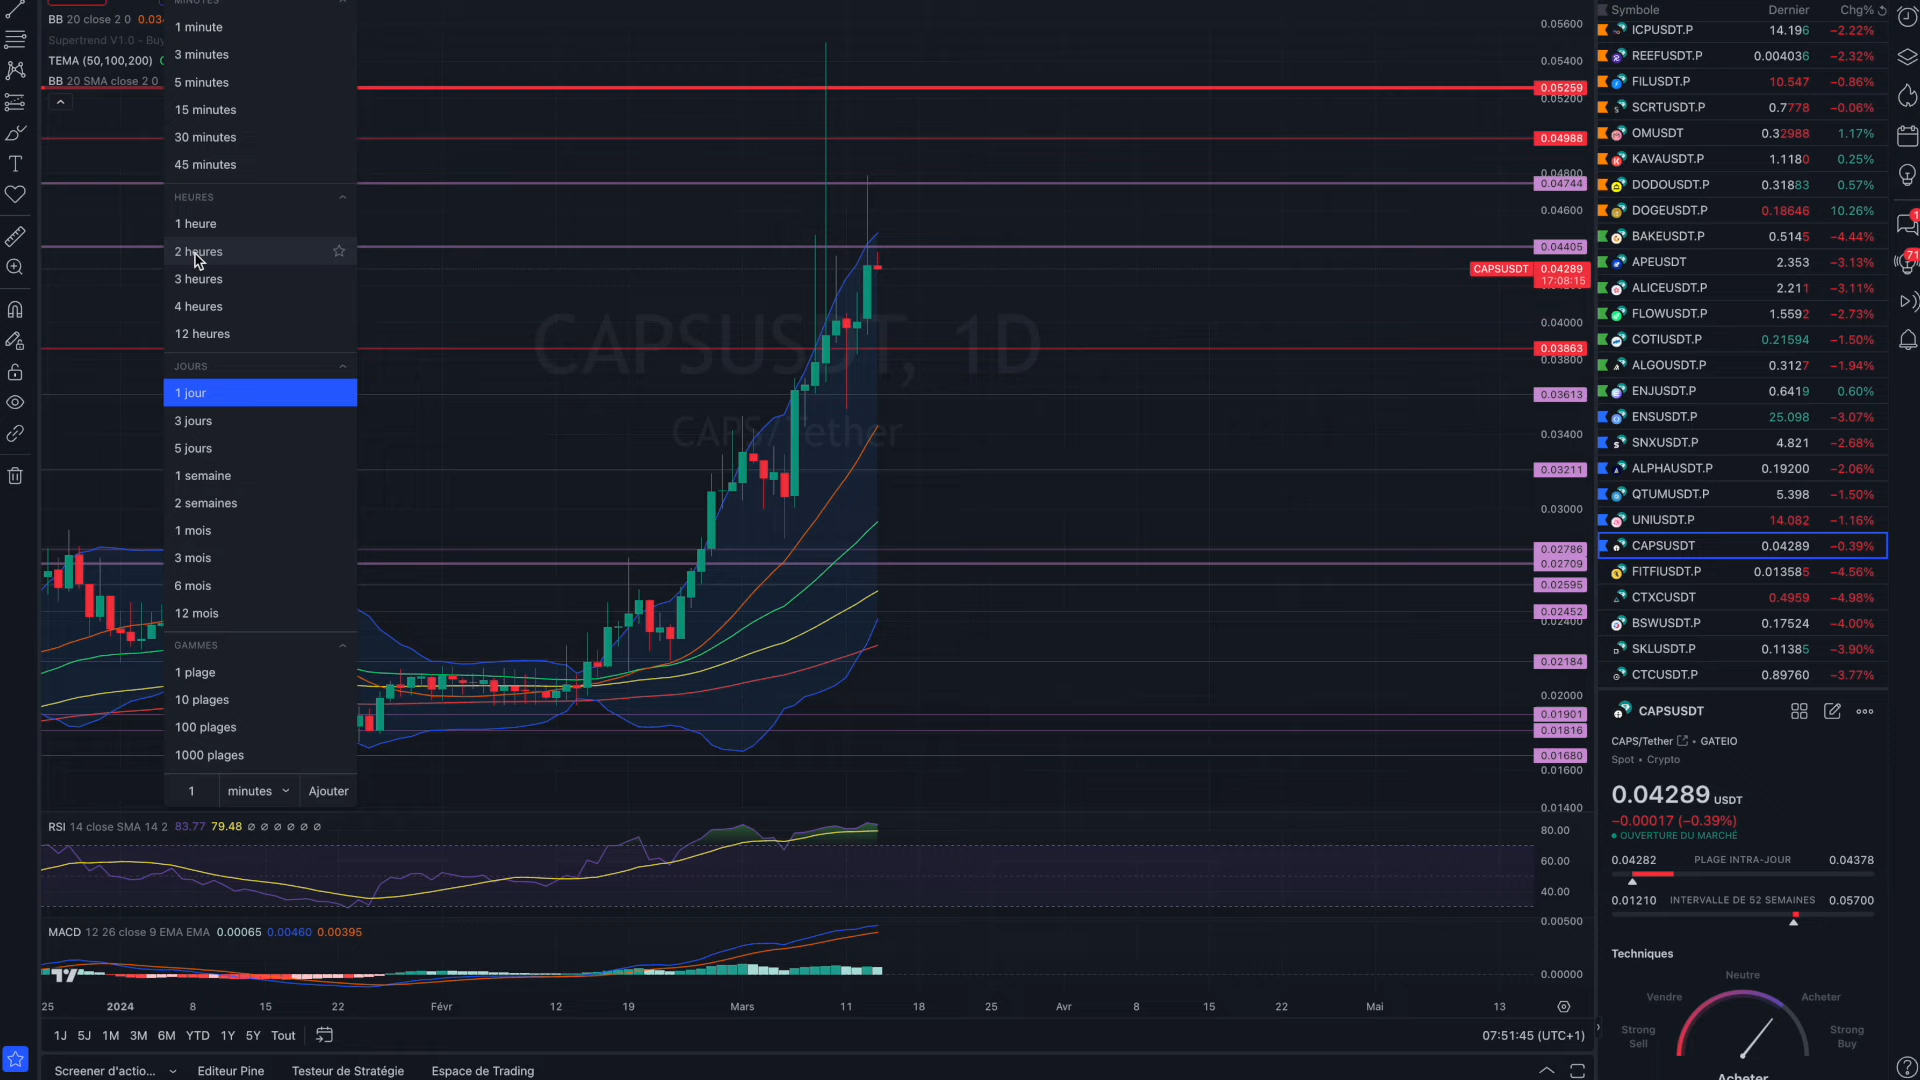 BB 20 close 2 0 0.03
Supertrend V1.0 - Buy
TEMA (50,100,200)
BB 20 SMA close 2 0
MINUTES
1 minute
3 minutes
5 minutes
15 minutes
30 minutes
45 minutes
HEURES
1 heure
2 heures
3 heures
4 heures
12 heures
JOURS
1 jour
3 jours
5 jours
1 semaine
2 semaines
1 mois
3 mois
6 mois
12 mois
GAMMES
1 plage
10 plages
100 plages
1000 plages
1 minutes Ajouter
CAPSUSDT, 1D
CAPS/Tether
0.05600
0.05400
0.05259
0.05200
0.04988
0.04800
0.04744
0.04600
0.04405
CAPSUSDT 0.04289
17:08:15
0.04000
0.03863
0.03800
0.03613
0.03400
0.03211
0.03000
0.02786
0.02709
0.02595
0.02452
0.02400
0.02184
0.02000
0.01901
0.01816
0.01680
0.01600
0.01400
RSI 14 close SMA 14 2 83.77 79.48 ∅ ∅ ∅ ∅ ∅ ∅
80.00
60.00
40.00
MACD 12 26 close 9 EMA EMA 0.00065 0.00460 0.00395
0.00500
0.00000
25 2024 8 15 22 Févr 12 19 Mars 11 18 25 Avr 8 15 22 Mai 13
1J 5J 1M 3M 6M YTD 1Y 5Y Tout
07:51:45 (UTC+1)
Screener d'actio... Editeur Pine Testeur de Stratégie Espace de Trading
Symbole Dernier Chg%
ICPUSDT.P 14.196 −2.22%
REEFUSDT.P 0.004036 −2.32%
FILUSDT.P 10.547 −0.86%
SCRTUSDT.P 0.7778 −0.06%
OMUSDT 0.32988 1.17%
KAVAUSDT.P 1.1180 0.25%
DODOUSDT.P 0.31883 0.57%
DOGEUSDT.P 0.18646 10.26%
BAKEUSDT.P 0.5145 −4.44%
APEUSDT 2.353 −3.13%
ALICEUSDT.P 2.211 −3.11%
FLOWUSDT.P 1.5592 −2.73%
COTIUSDT.P 0.21594 −1.50%
ALGOUSDT.P 0.3127 −1.94%
ENJUSDT.P 0.6419 0.60%
ENSUSDT.P 25.098 −3.07%
SNXUSDT.P 4.821 −2.68%
ALPHAUSDT.P 0.19200 −2.06%
QTUMUSDT.P 5.398 −1.50%
UNIUSDT.P 14.082 −1.16%
CAPSUSDT 0.04289 −0.39%
FITFIUSDT.P 0.013585 −4.56%
CTXCUSDT 0.4959 −4.98%
BSWUSDT.P 0.17524 −4.00%
SKLUSDT.P 0.11385 −3.90%
CTCUSDT.P 0.89760 −3.77%
CAPSUSDT
CAPS/Tether • GATEIO
Spot • Crypto
0.04289 USDT
−0.00017 (−0.39%)
OUVERTURE DU MARCHÉ
0.04282 PLAGE INTRA-JOUR 0.04378
0.01210 INTERVALLE DE 52 SEMAINES 0.05700
Techniques
Neutre
Vendre Acheter
Strong Sell
Strong Buy
Acheter
1
71